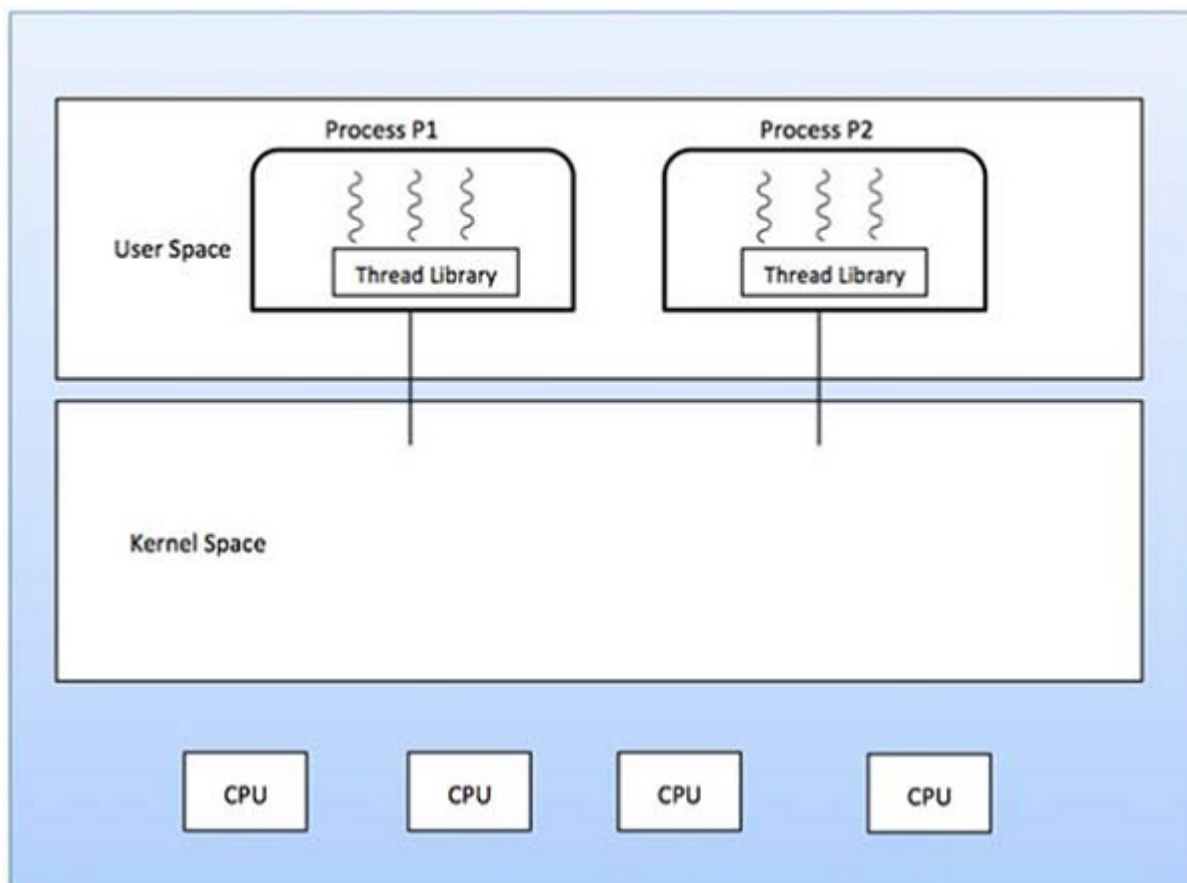 Process P1
Process P2
User Space
Thread Library
Thread Library
Kernel Space
CPU
CPU
CPU
CPU